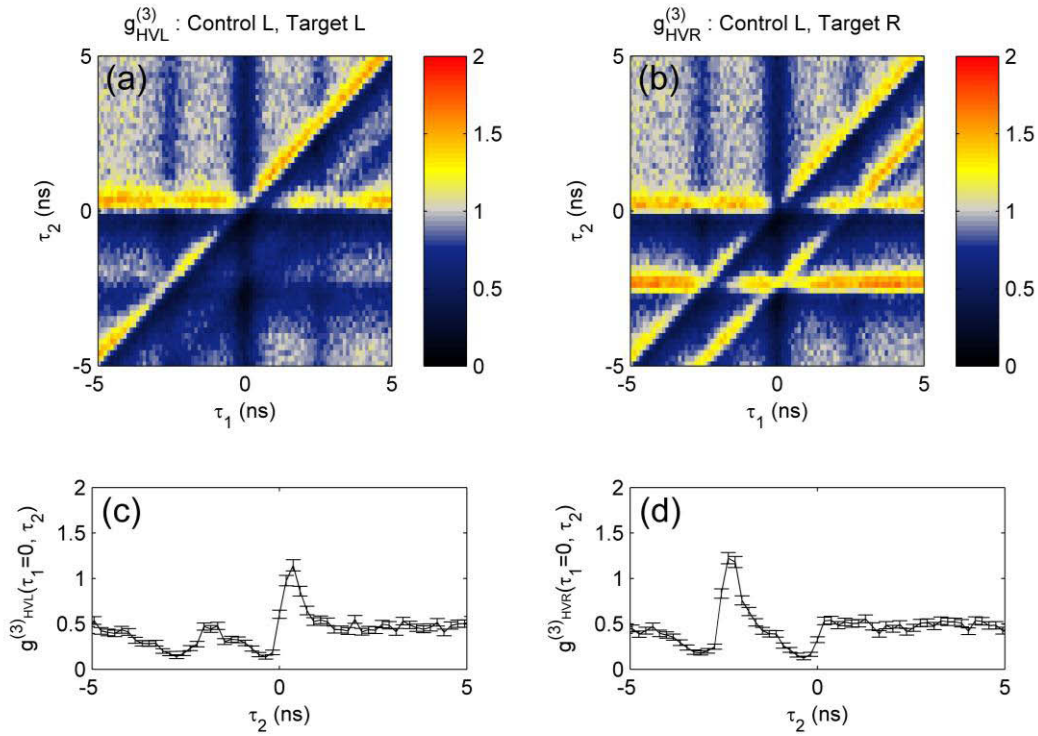 g(3)HVL : Control L, Target L
g(3)HVR : Control L, Target R
(a)
5
0
-5
τ2 (ns)
-5
0
5
τ1 (ns)
2
1.5
1
0.5
0
(b)
5
0
-5
τ2 (ns)
-5
0
5
τ1 (ns)
2
1.5
1
0.5
0
(c)
2
1.5
1
0.5
0
g(3)HVL(τ1=0, τ2)
-5
0
5
τ2 (ns)
(d)
2
1.5
1
0.5
0
g(3)HVR(τ1=0, τ2)
-5
0
5
τ2 (ns)